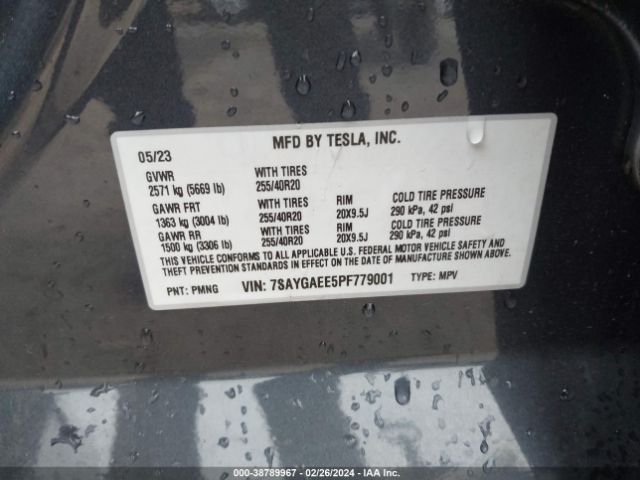 MFD BY TESLA, INC.
05/23
GVWR WITH TIRES
2571 kg (5669 lb) 255/40R20
GAWR FRT WITH TIRES RIM COLD TIRE PRESSURE
1363 kg (3004 lb) 255/40R20 20X9.5J 290 kPa, 42 psi
GAWR RR WITH TIRES RIM COLD TIRE PRESSURE
1500 kg (3306 lb) 255/40R20 20X9.5J 290 kPa, 42 psi
THIS VEHICLE CONFORMS TO ALL APPLICABLE U.S. FEDERAL MOTOR VEHICLE SAFETY AND
THEFT PREVENTION STANDARDS IN EFFECT ON THE DATE OF MANUFACTURE SHOWN ABOVE.
PNT: PMNG VIN: 7SAYGAEE5PF779001 TYPE: MPV
000-38789967 - 02/26/2024 - IAA Inc.